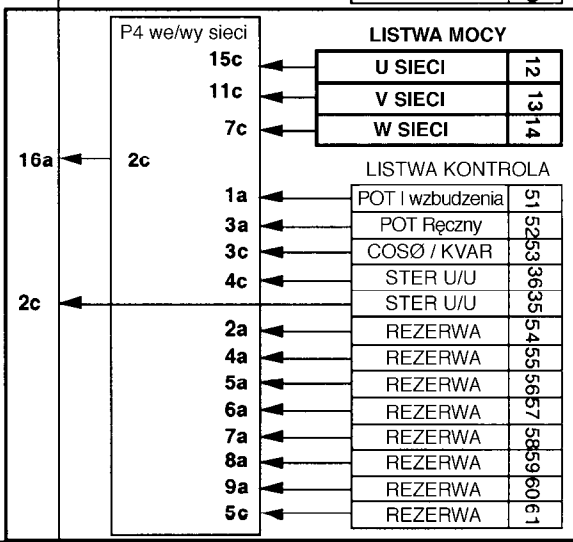 P4 we/wy sieci LISTWA MOCY
15c U SIECI 12
11c V SIECI 13
7c W SIECI 14
16a 2c
LISTWA KONTROLA
1a POT I wzbudzenia 51
3a POT Ręczny 52
3c COSØ / KVAR 53
4c STER U/U 36
2c STER U/U 35
2a REZERWA 54
4a REZERWA 55
5a REZERWA 56
6a REZERWA 57
7a REZERWA 58
8a REZERWA 59
9a REZERWA 60
5c REZERWA 61